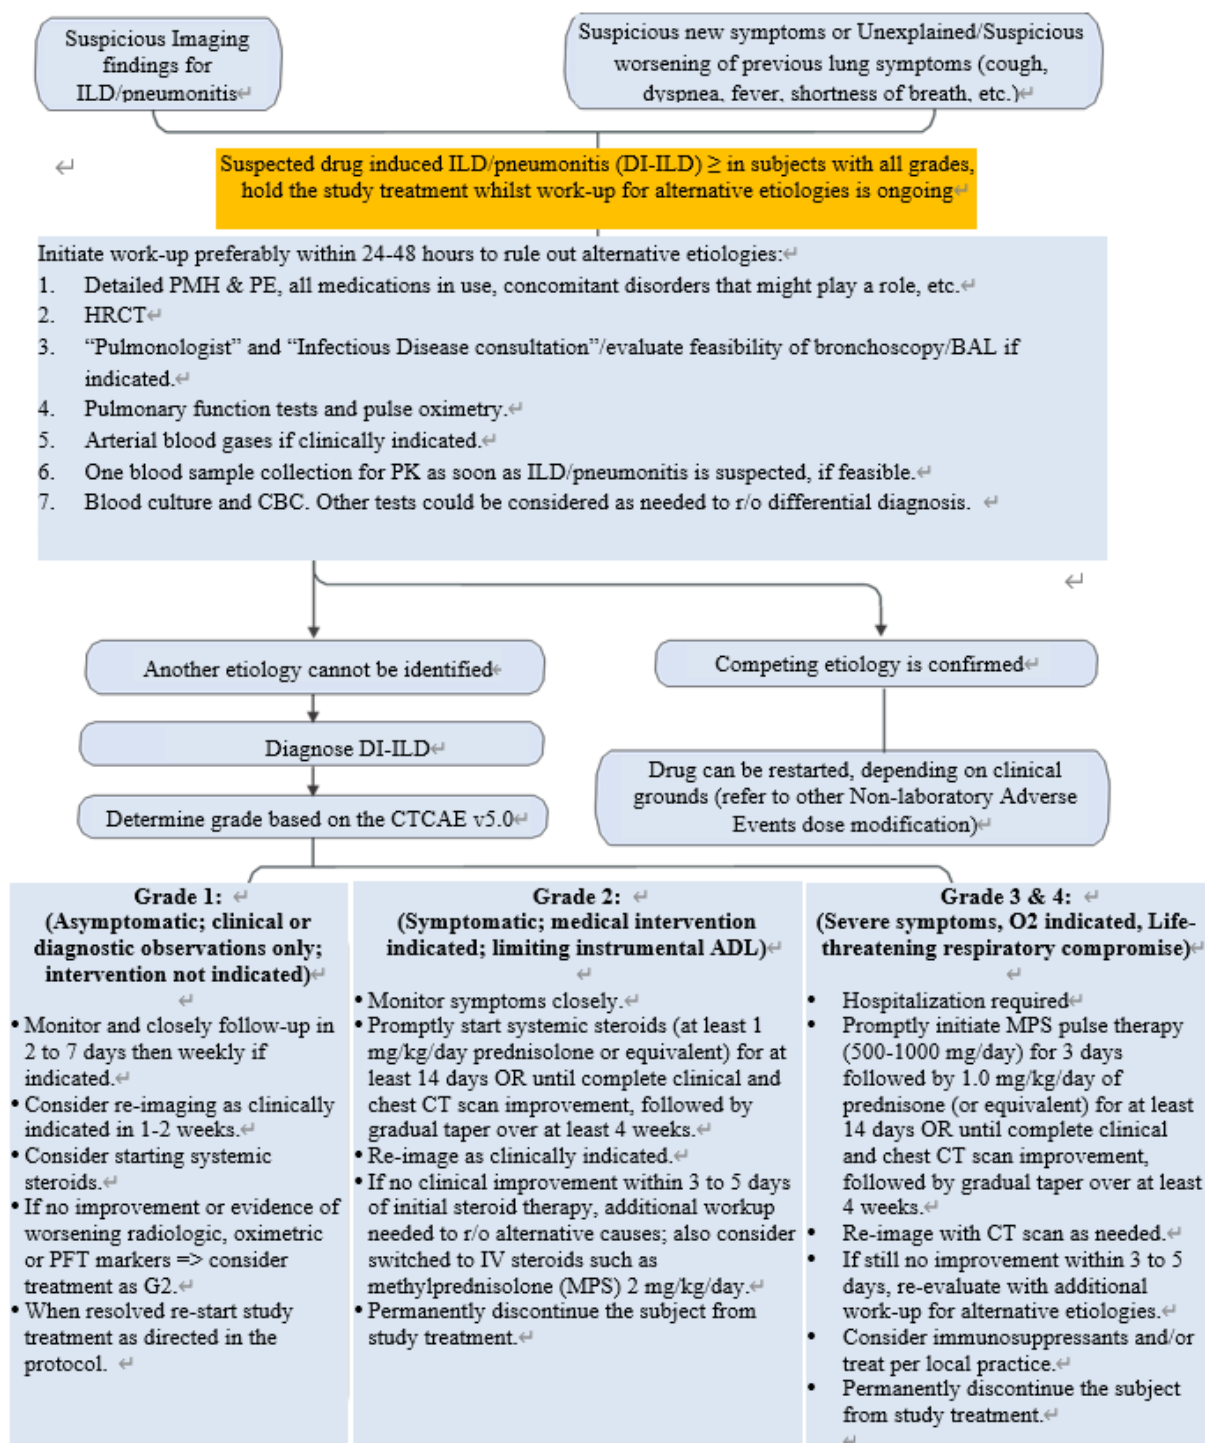 Suspicious Imaging
findings for
ILD/pneumonitis↵
Suspicious new symptoms or Unexplained/Suspicious
worsening of previous lung symptoms (cough,
dyspnea, fever, shortness of breath, etc.)↵
↵
Suspected drug induced ILD/pneumonitis (DI-ILD) ≥ in subjects with all grades,
hold the study treatment whilst work-up for alternative etiologies is ongoing↵
Initiate work-up preferably within 24-48 hours to rule out alternative etiologies:↵
1. Detailed PMH & PE, all medications in use, concomitant disorders that might play a role, etc.↵
2. HRCT↵
3. “Pulmonologist” and “Infectious Disease consultation”/evaluate feasibility of bronchoscopy/BAL if
indicated.↵
4. Pulmonary function tests and pulse oximetry.↵
5. Arterial blood gases if clinically indicated.↵
6. One blood sample collection for PK as soon as ILD/pneumonitis is suspected, if feasible.↵
7. Blood culture and CBC. Other tests could be considered as needed to r/o differential diagnosis. ↵
↵
Another etiology cannot be identified↵
Competing etiology is confirmed↵
Diagnose DI-ILD↵
Drug can be restarted, depending on clinical
grounds (refer to other Non-laboratory Adverse
Events dose modification)↵
Determine grade based on the CTCAE v5.0↵
Grade 1: ↵
(Asymptomatic; clinical or
diagnostic observations only;
intervention not indicated)↵
↵
• Monitor and closely follow-up in
2 to 7 days then weekly if
indicated.↵
• Consider re-imaging as clinically
indicated in 1-2 weeks.↵
• Consider starting systemic
steroids.↵
• If no improvement or evidence of
worsening radiologic, oximetric
or PFT markers => consider
treatment as G2.↵
• When resolved re-start study
treatment as directed in the
protocol. ↵
Grade 2: ↵
(Symptomatic; medical intervention
indicated; limiting instrumental ADL)↵
↵
• Monitor symptoms closely.↵
• Promptly start systemic steroids (at least 1
mg/kg/day prednisolone or equivalent) for at
least 14 days OR until complete clinical and
chest CT scan improvement, followed by
gradual taper over at least 4 weeks.↵
• Re-image as clinically indicated.↵
• If no clinical improvement within 3 to 5 days
of initial steroid therapy, additional workup
needed to r/o alternative causes; also consider
switched to IV steroids such as
methylprednisolone (MPS) 2 mg/kg/day.↵
• Permanently discontinue the subject from
study treatment.↵
Grade 3 & 4: ↵
(Severe symptoms, O2 indicated, Life-
threatening respiratory compromise)↵
↵
• Hospitalization required↵
• Promptly initiate MPS pulse therapy
(500-1000 mg/day) for 3 days
followed by 1.0 mg/kg/day of
prednisone (or equivalent) for at least
14 days OR until complete clinical
and chest CT scan improvement,
followed by gradual taper over at least
4 weeks.↵
• Re-image with CT scan as needed.↵
• If still no improvement within 3 to 5
days, re-evaluate with additional
work-up for alternative etiologies.↵
• Consider immunosuppressants and/or
treat per local practice.↵
• Permanently discontinue the subject
from study treatment.↵
↵